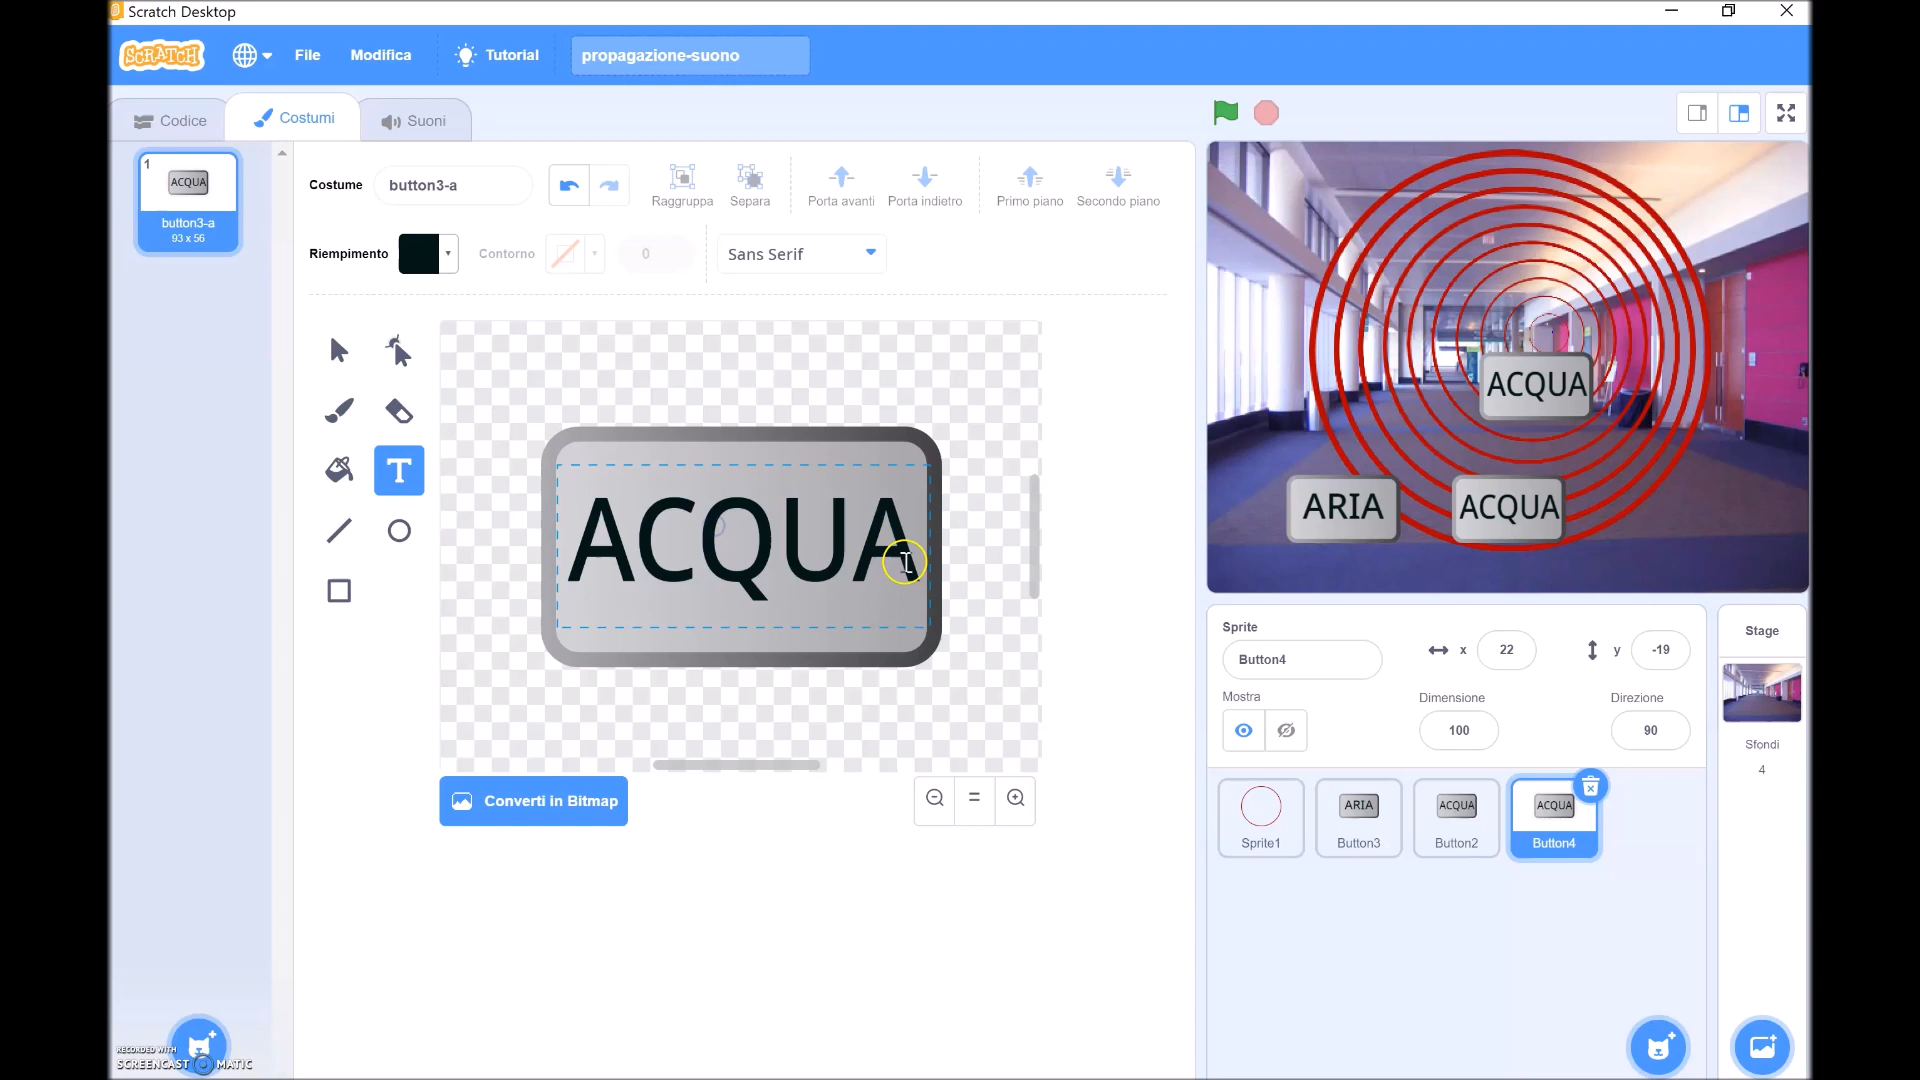 Scratch Desktop
SCRATCH
File
Modifica
Tutorial
propagazione-suono
Codice
Costumi
Suoni
1
ACQUA
button3-a
93 x 56
Costume
button3-a
Raggruppa
Separa
Porta avanti
Porta indietro
Primo piano
Secondo piano
Riempimento
Contorno
0
Sans Serif
ACQUA
Converti in Bitmap
ACQUA
ARIA
ACQUA
Sprite
Button4
x
22
y
-19
Mostra
Dimensione
100
Direzione
90
ARIA
ACQUA
ACQUA
Sprite1
Button3
Button2
Button4
Stage
Sfondi
4
RECORDED WITH
SCREENCAST MATIC